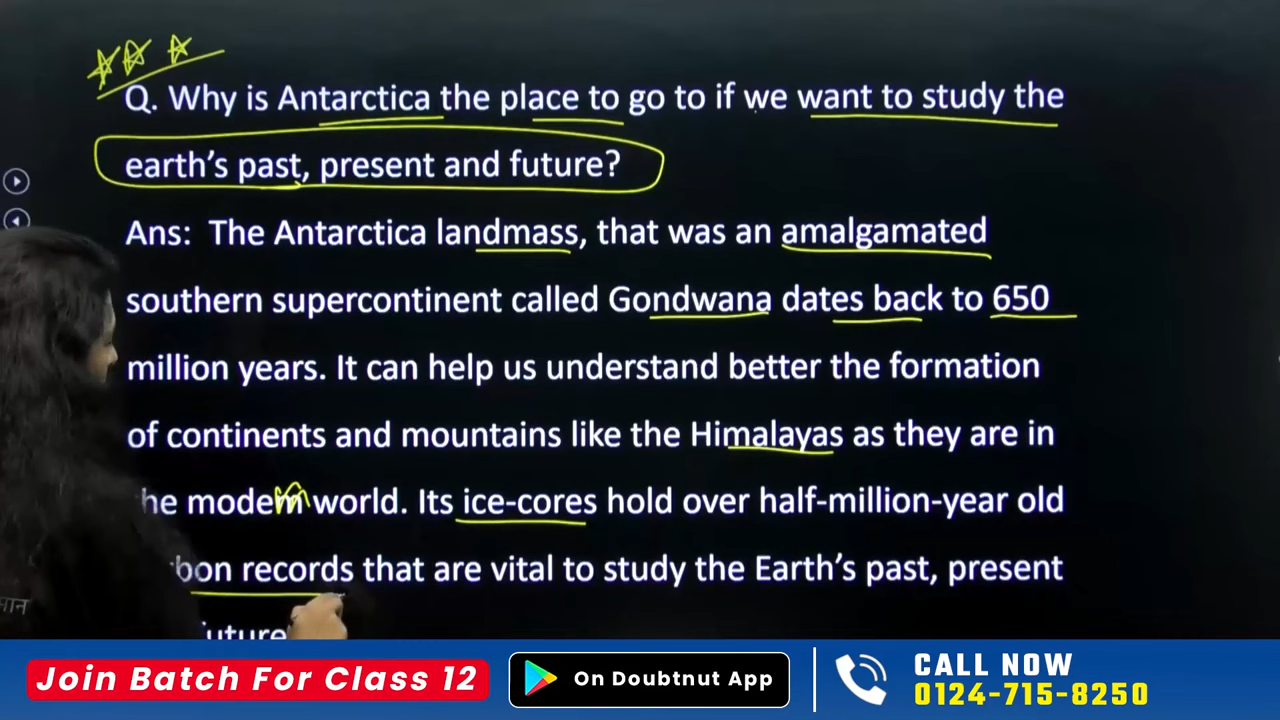 Q. Why is Antarctica the place to go to if we want to study the
earth's past, present and future?
Ans: The Antarctica landmass, that was an amalgamated
southern supercontinent called Gondwana dates back to 650
million years. It can help us understand better the formation
of continents and mountains like the Himalayas as they are in
he modern world. Its ice-cores hold over half-million-year old
bon records that are vital to study the Earth's past, present
future
मान
Join Batch For Class 12
On Doubtnut App
CALL NOW
0124-715-8250